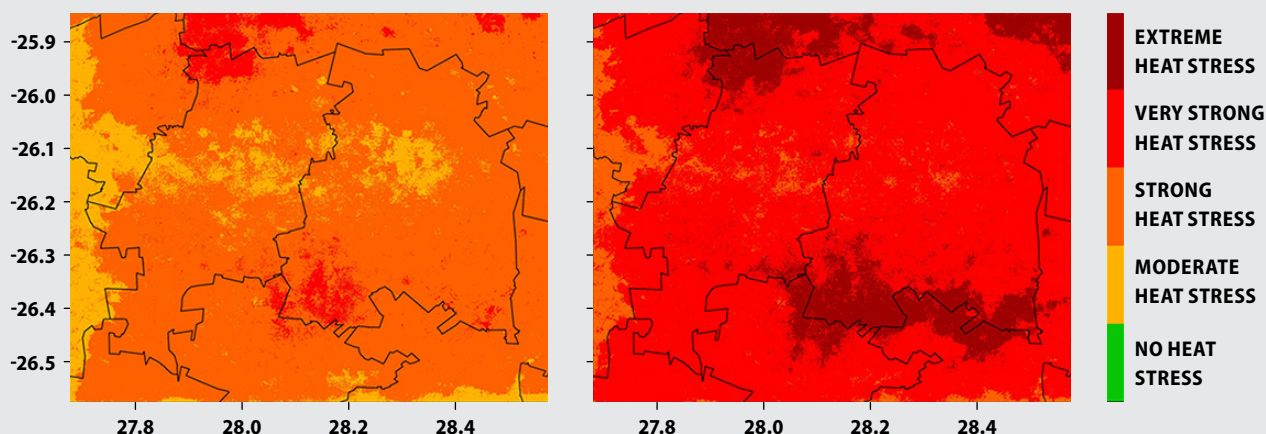 -25.9
-26.0
-26.1
-26.2
-26.3
-26.4
-26.5
27.8 28.0 28.2 28.4
27.8 28.0 28.2 28.4
EXTREME
HEAT STRESS
VERY STRONG
HEAT STRESS
STRONG
HEAT STRESS
MODERATE
HEAT STRESS
NO HEAT
STRESS